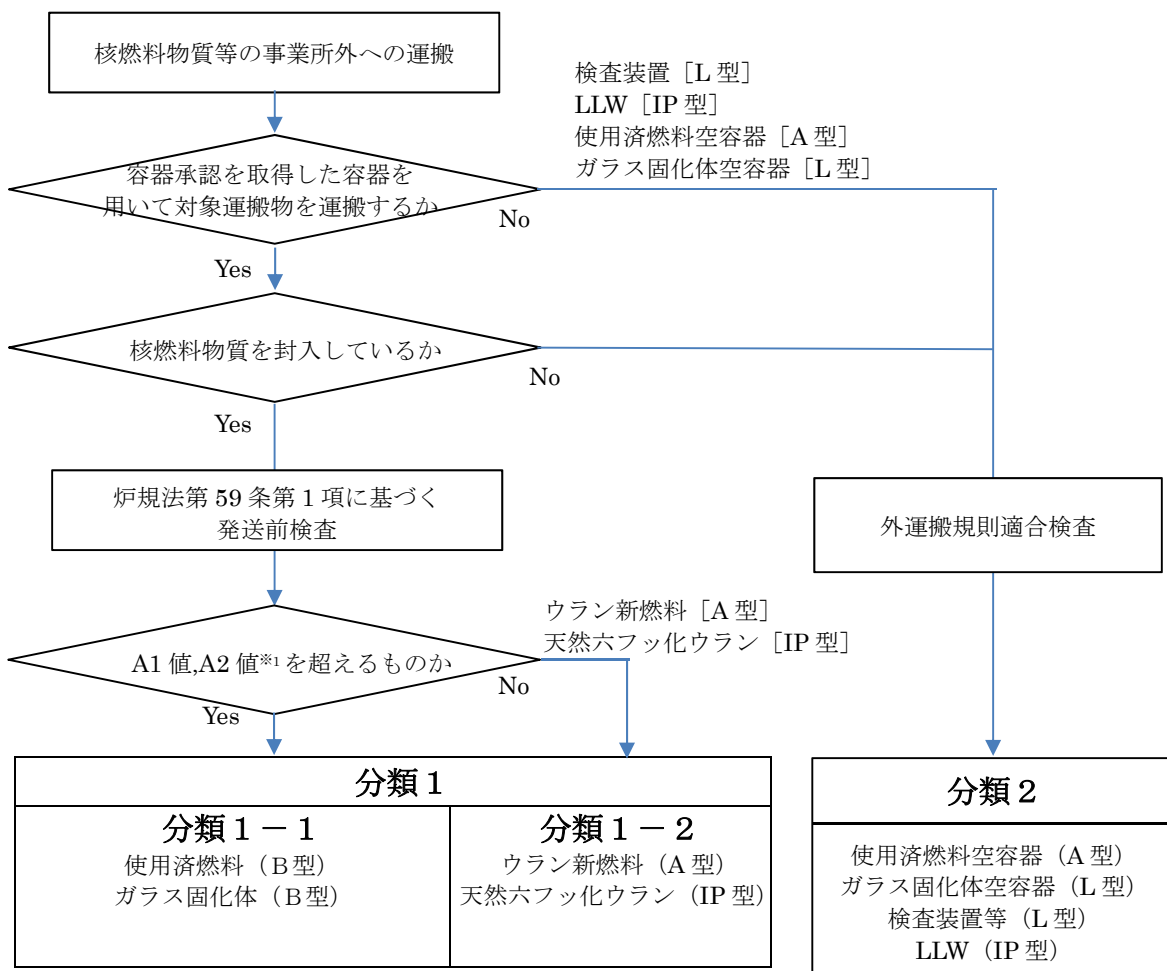 核燃料物質等の事業所外への運搬
検査装置［L 型］
LLW［IP 型］
使用済燃料空容器［A 型］
ガラス固化体空容器［L 型］
容器承認を取得した容器を
用いて対象運搬物を運搬するか
No
Yes
核燃料物質を封入しているか
No
Yes
炉規法第 59 条第 1 項に基づく
発送前検査
外運搬規則適合検査
ウラン新燃料［A 型］
天然六フッ化ウラン［IP 型］
A1 値,A2 値※1 を超えるものか
No
Yes
分類１
分類１－１
使用済燃料（Ｂ型）
ガラス固化体（Ｂ型）
分類１－２
ウラン新燃料（A 型）
天然六フッ化ウラン（IP 型）
分類２
使用済燃料空容器（A 型）
ガラス固化体空容器（L 型）
検査装置等（L 型）
LLW（IP 型）